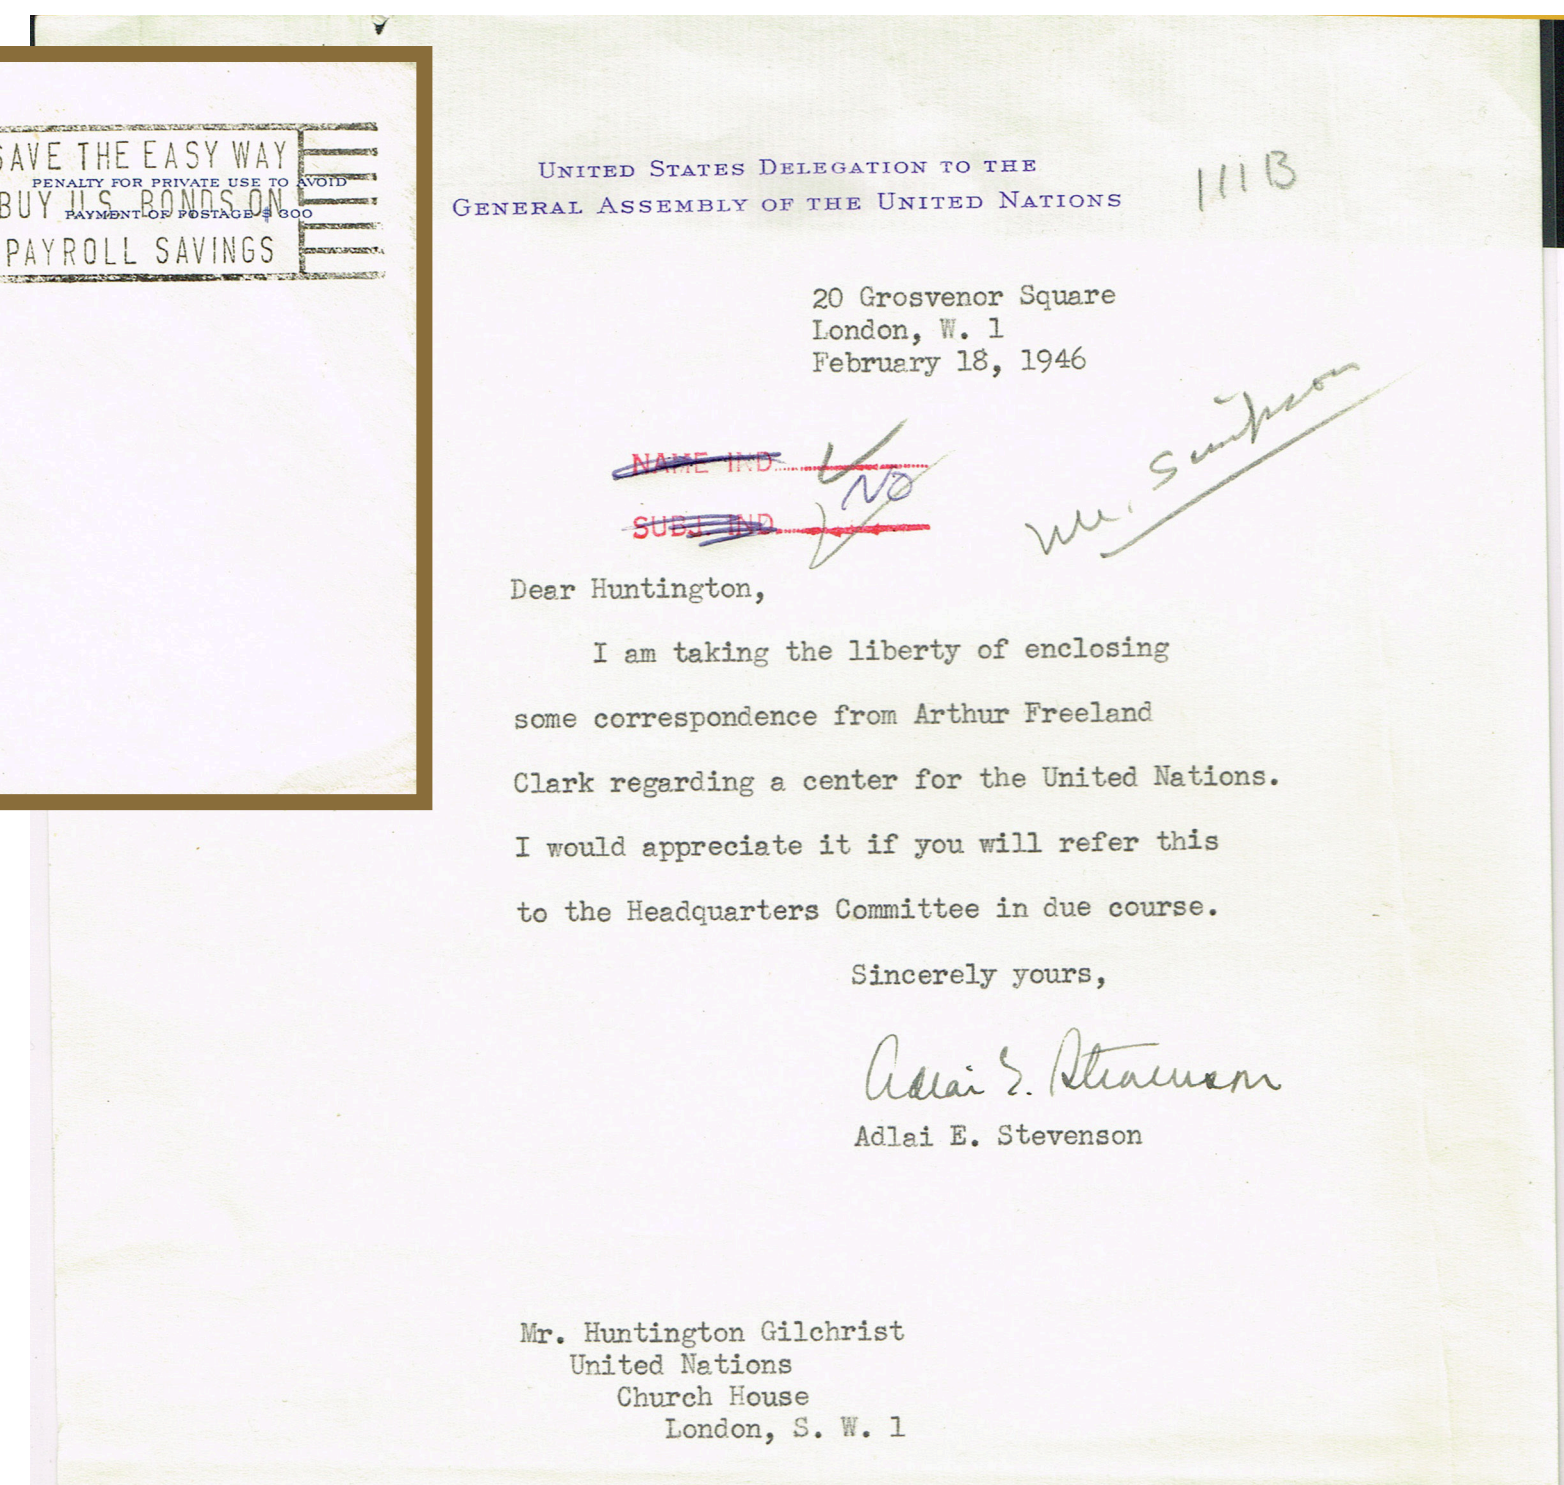 SAVE THE EASY WAY
PENALTY FOR PRIVATE USE TO AVOID
BUY U.S. BONDS ON
PAYMENT OF POSTAGE $300
PAYROLL SAVINGS
UNITED STATES DELEGATION TO THE
GENERAL ASSEMBLY OF THE UNITED NATIONS
111B
20 Grosvenor Square
London, W. 1
February 18, 1946
NAME IND
No
SUBJ. IND
Mr. Simpson
Dear Huntington,
I am taking the liberty of enclosing
some correspondence from Arthur Freeland
Clark regarding a center for the United Nations.
I would appreciate it if you will refer this
to the Headquarters Committee in due course.
Sincerely yours,
Adlai E. Stevenson
Adlai E. Stevenson
Mr. Huntington Gilchrist
United Nations
Church House
London, S. W. 1